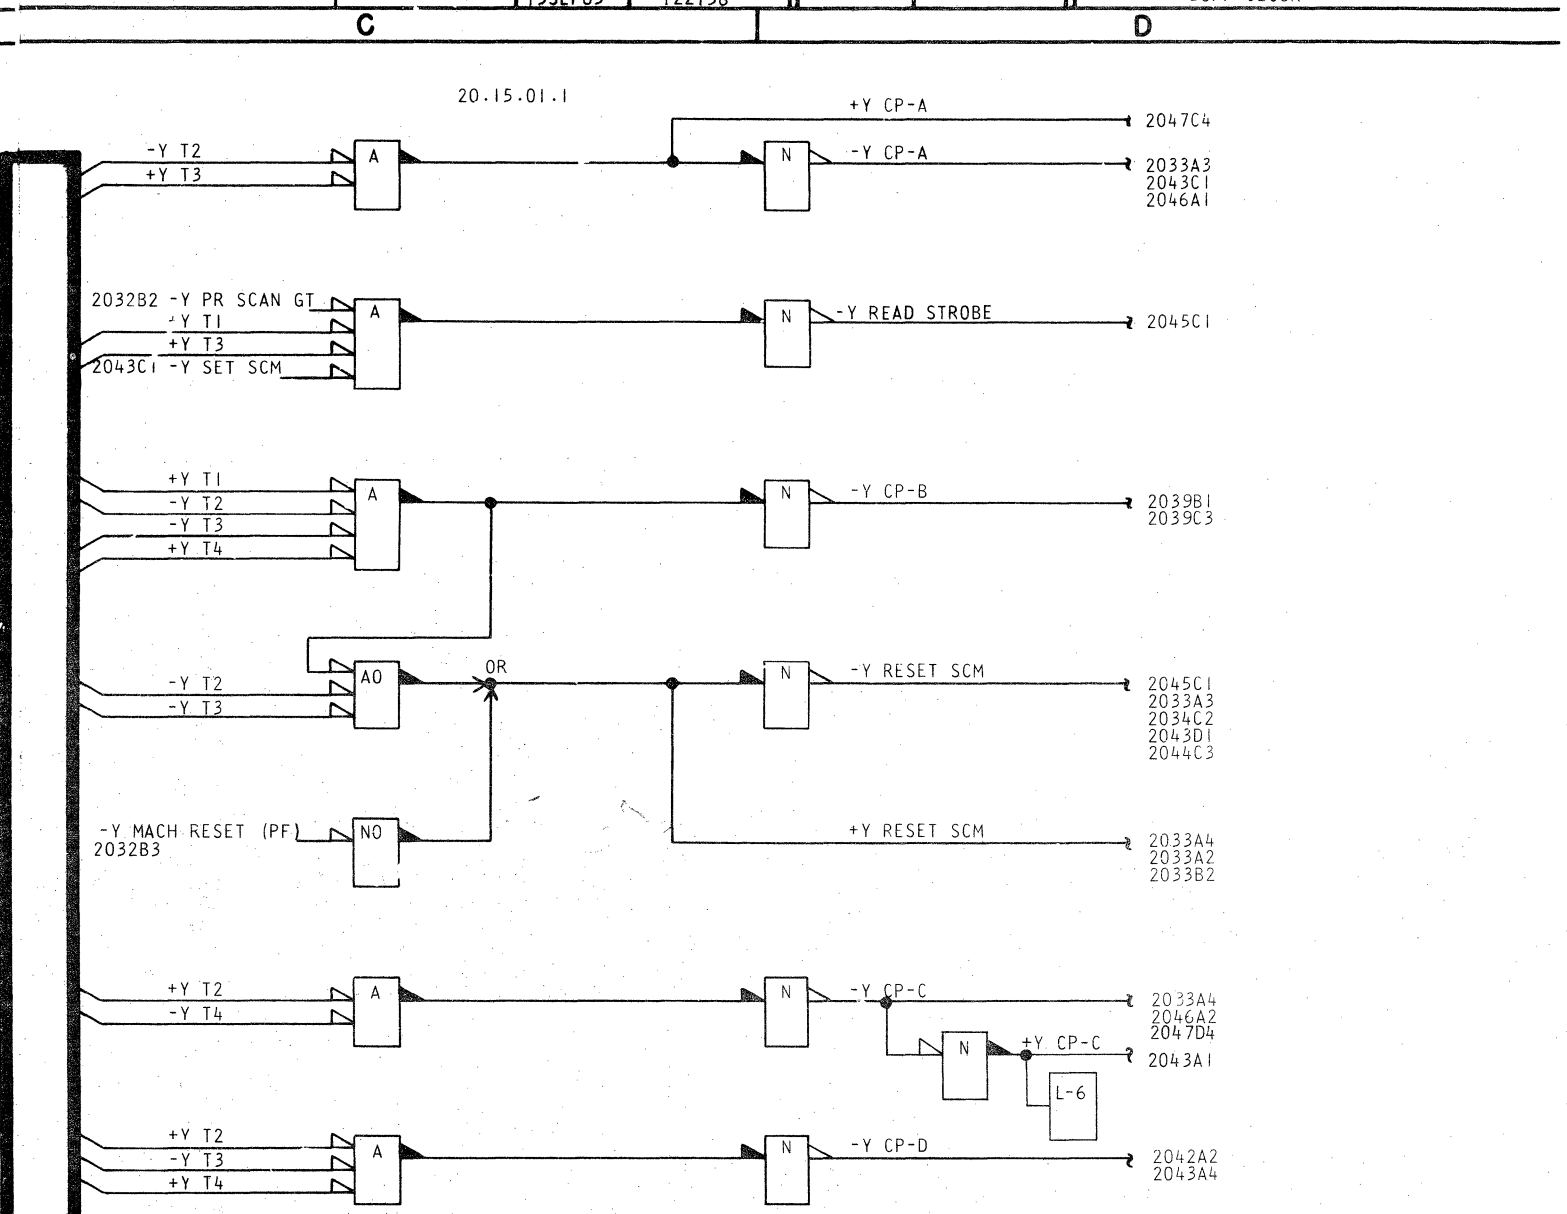 C
D
20.15.01.1
+Y CP-A
2047C4
-Y T2
A
N
-Y CP-A
2033A3
+Y T3
2043C1
2046A1
2032B2 -Y PR SCAN GT
A
N
-Y READ STROBE
2045C1
-Y T1
+Y T3
2043C1 -Y SET SCM
+Y T1
A
N
-Y CP-B
2039B1
-Y T2
2039C3
-Y T3
+Y T4
OR
AO
N
-Y RESET SCM
2045C1
-Y T2
2033A3
-Y T3
2034C2
2043D1
2044C3
-Y MACH RESET (PF)
NO
+Y RESET SCM
2033A4
2032B3
2033A2
2033B2
+Y T2
A
N
-Y CP-C
2033A4
-Y T4
2046A2
2047D4
N
+Y CP-C
2043A1
L-6
+Y T2
A
N
-Y CP-D
2042A2
-Y T3
2043A4
+Y T4